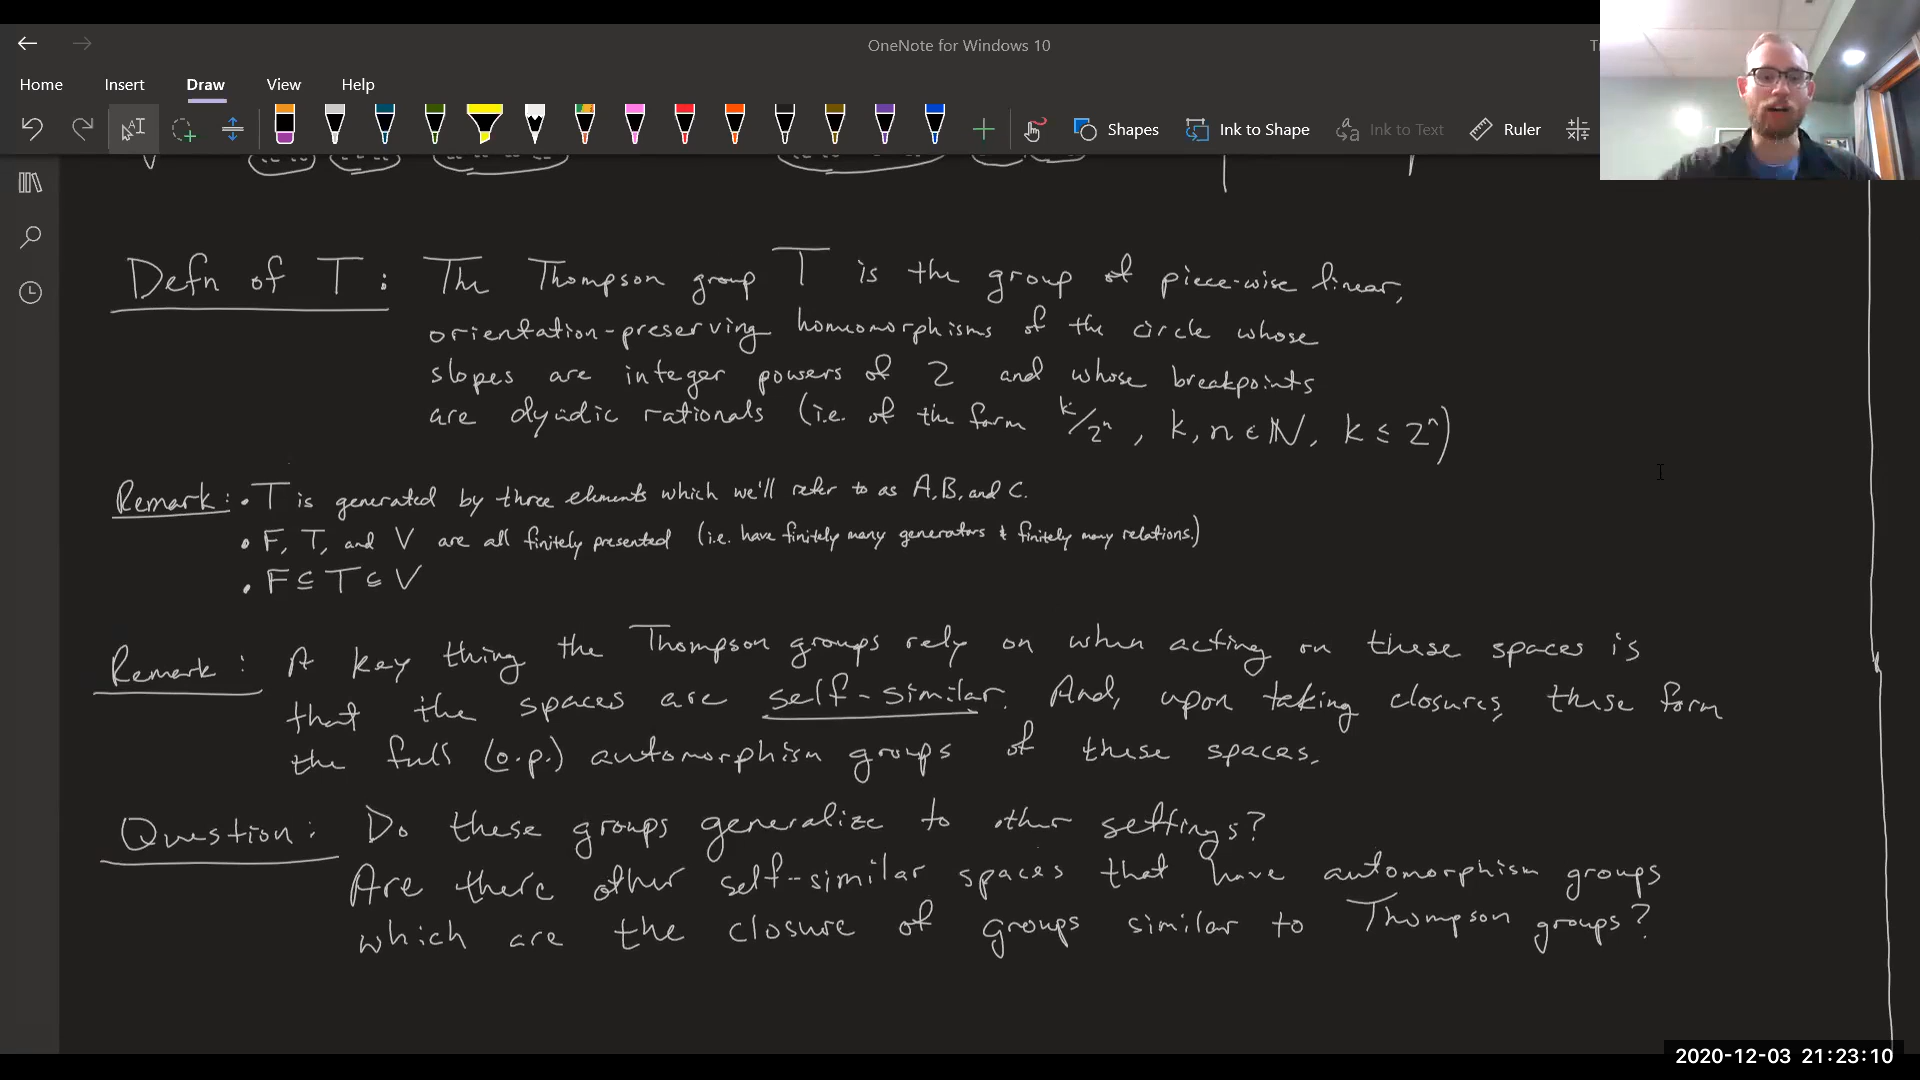 OneNote for Windows 10
Home Insert Draw View Help
Shapes Ink to Shape Ink to Text Ruler
Defn of T: The Thompson group T is the group of piece-wise linear,
orientation-preserving homeomorphisms of the circle whose
slopes are integer powers of 2 and whose breakpoints
are dyadic rationals (i.e. of the form k/2ⁿ, k, n ∈ ℕ, k ≤ 2ⁿ)
Remark: • T is generated by three elements which we'll refer to as A, B, and C.
• F, T, and V are all finitely presented (i.e. have finitely many generators & finitely many relations.)
• F ⊆ T ⊆ V
Remark: A key thing the Thompson groups rely on when acting on these spaces is
that the spaces are self-similar. And, upon taking closures, these form
the full (o.p.) automorphism groups of these spaces.
Question: Do these groups generalize to other settings?
Are there other self-similar spaces that have automorphism groups
which are the closure of groups similar to Thompson groups?
2020-12-03 21:23:10